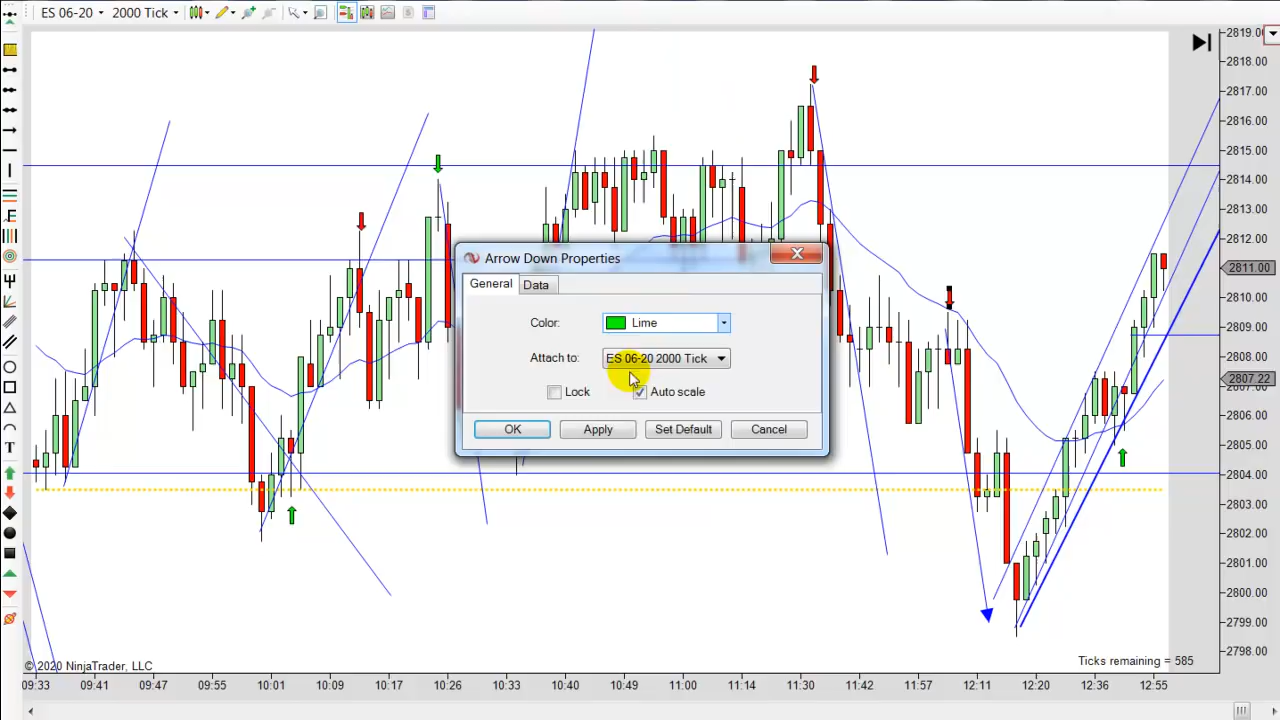 ES 06-20 2000 Tick
Arrow Down Properties
General Data
Color: Lime
Attach to: ES 06-20 2000 Tick
Lock Auto scale
OK Apply Set Default Cancel
2819.00
2818.00
2817.00
2816.00
2815.00
2814.00
2813.00
2812.00
2811.00
2810.00
2809.00
2808.00
2807.22
2806.00
2805.00
2804.00
2803.00
2802.00
2801.00
2800.00
2799.00
2798.00
F
T
$
© 2020 NinjaTrader, LLC
Ticks remaining = 585
09:33 09:41 09:47 09:55 10:01 10:09 10:17 10:26 10:33 10:40 10:49 11:00 11:14 11:30 11:42 11:57 12:11 12:20 12:36 12:55